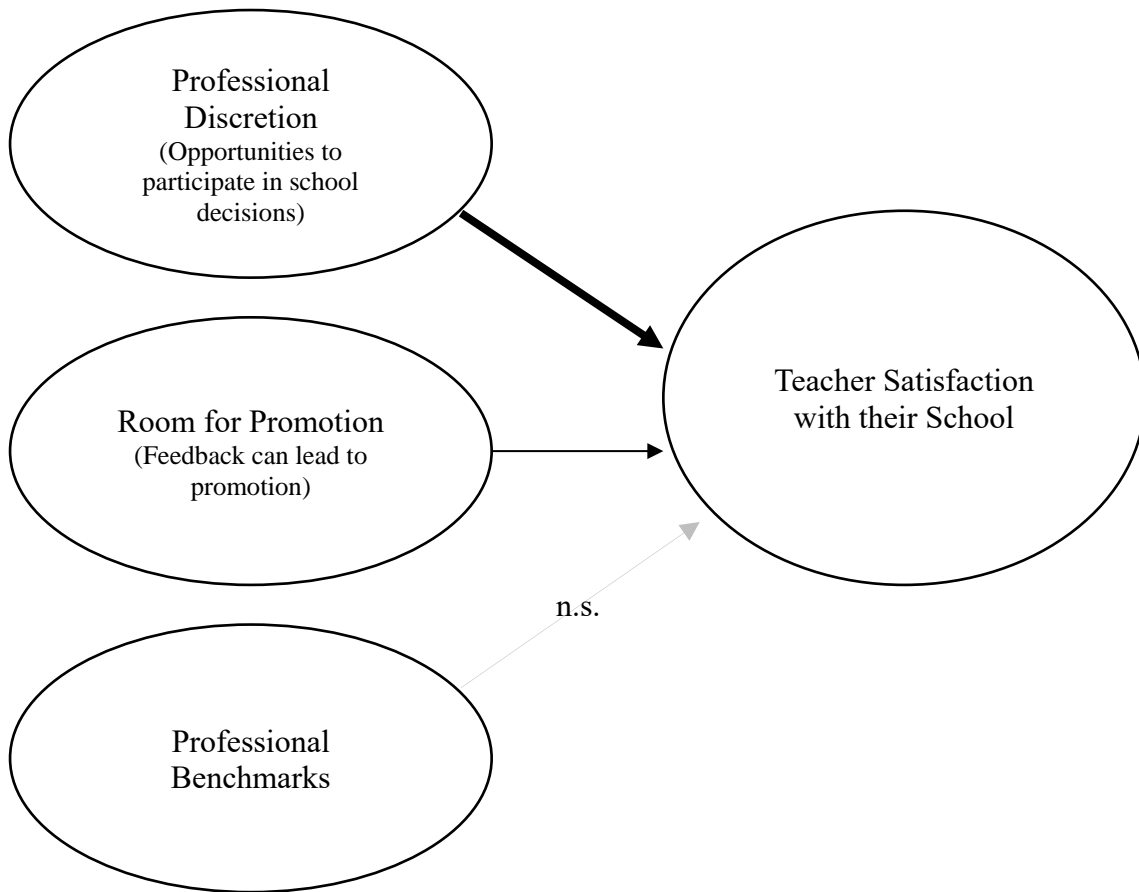 Professional
Discretion
(Opportunities to
participate in school
decisions)
Room for Promotion
(Feedback can lead to
promotion)
Teacher Satisfaction
with their School
n.s.
Professional
Benchmarks